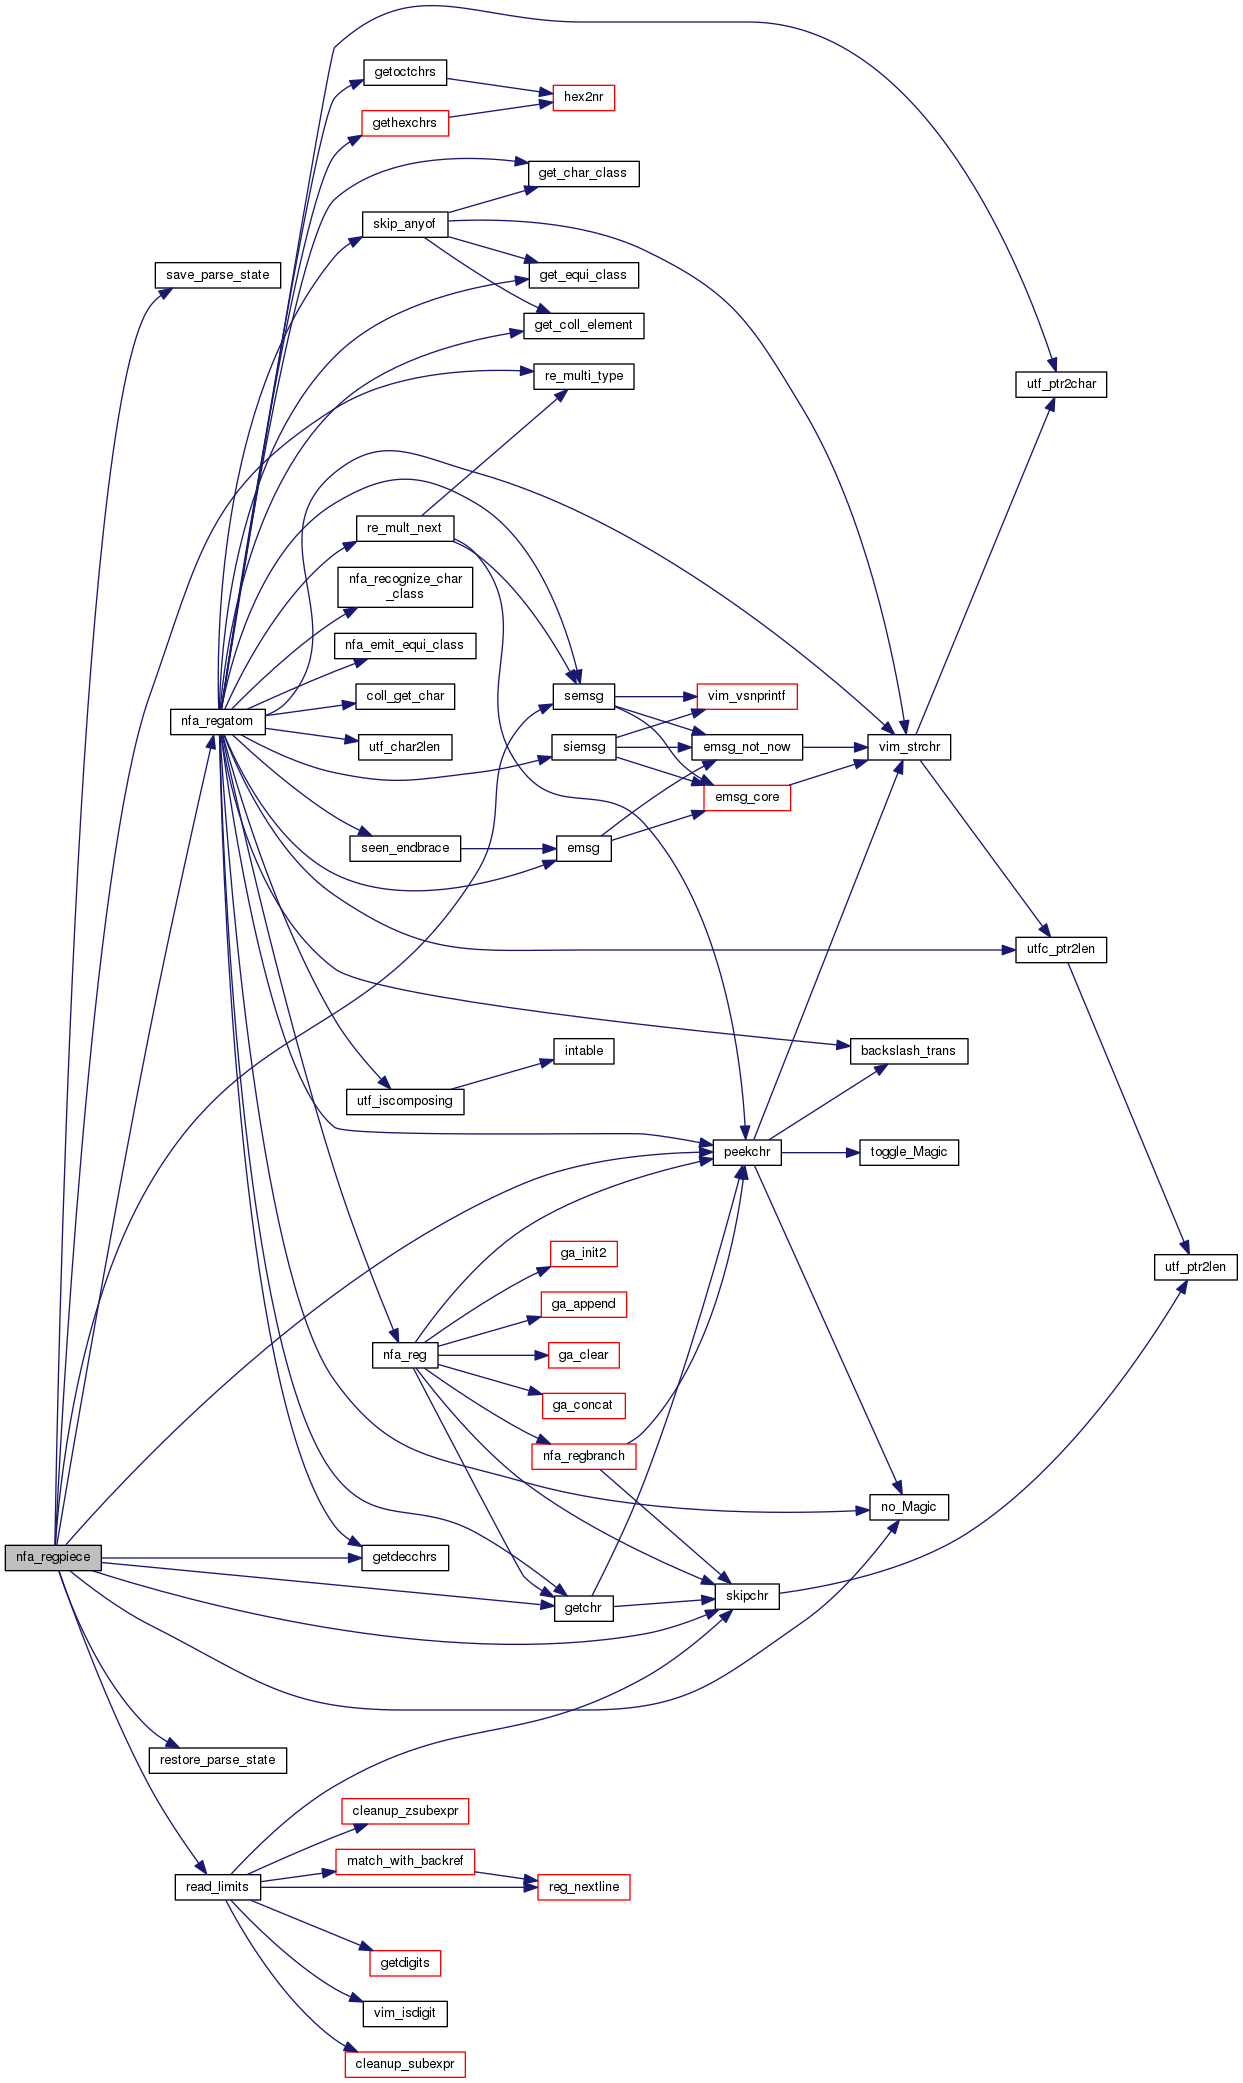 getoctchrs
hex2nr
gethexchrs
get_char_class
skip_anyof
save_parse_state
get_equi_class
get_coll_element
re_multi_type
utf_ptr2char
re_mult_next
nfa_recognize_char
_class
nfa_emit_equi_class
coll_get_char
semsg
vim_vsnprintf
nfa_regatom
utf_char2len
siemsg
emsg_not_now
vim_strchr
emsg_core
seen_endbrace
emsg
utfc_ptr2len
intable
backslash_trans
utf_iscomposing
peekchr
toggle_Magic
ga_init2
utf_ptr2len
ga_append
nfa_reg
ga_clear
ga_concat
nfa_regbranch
no_Magic
nfa_regpiece
getdecchrs
getchr
skipchr
restore_parse_state
cleanup_zsubexpr
match_with_backref
read_limits
reg_nextline
getdigits
vim_isdigit
cleanup_subexpr